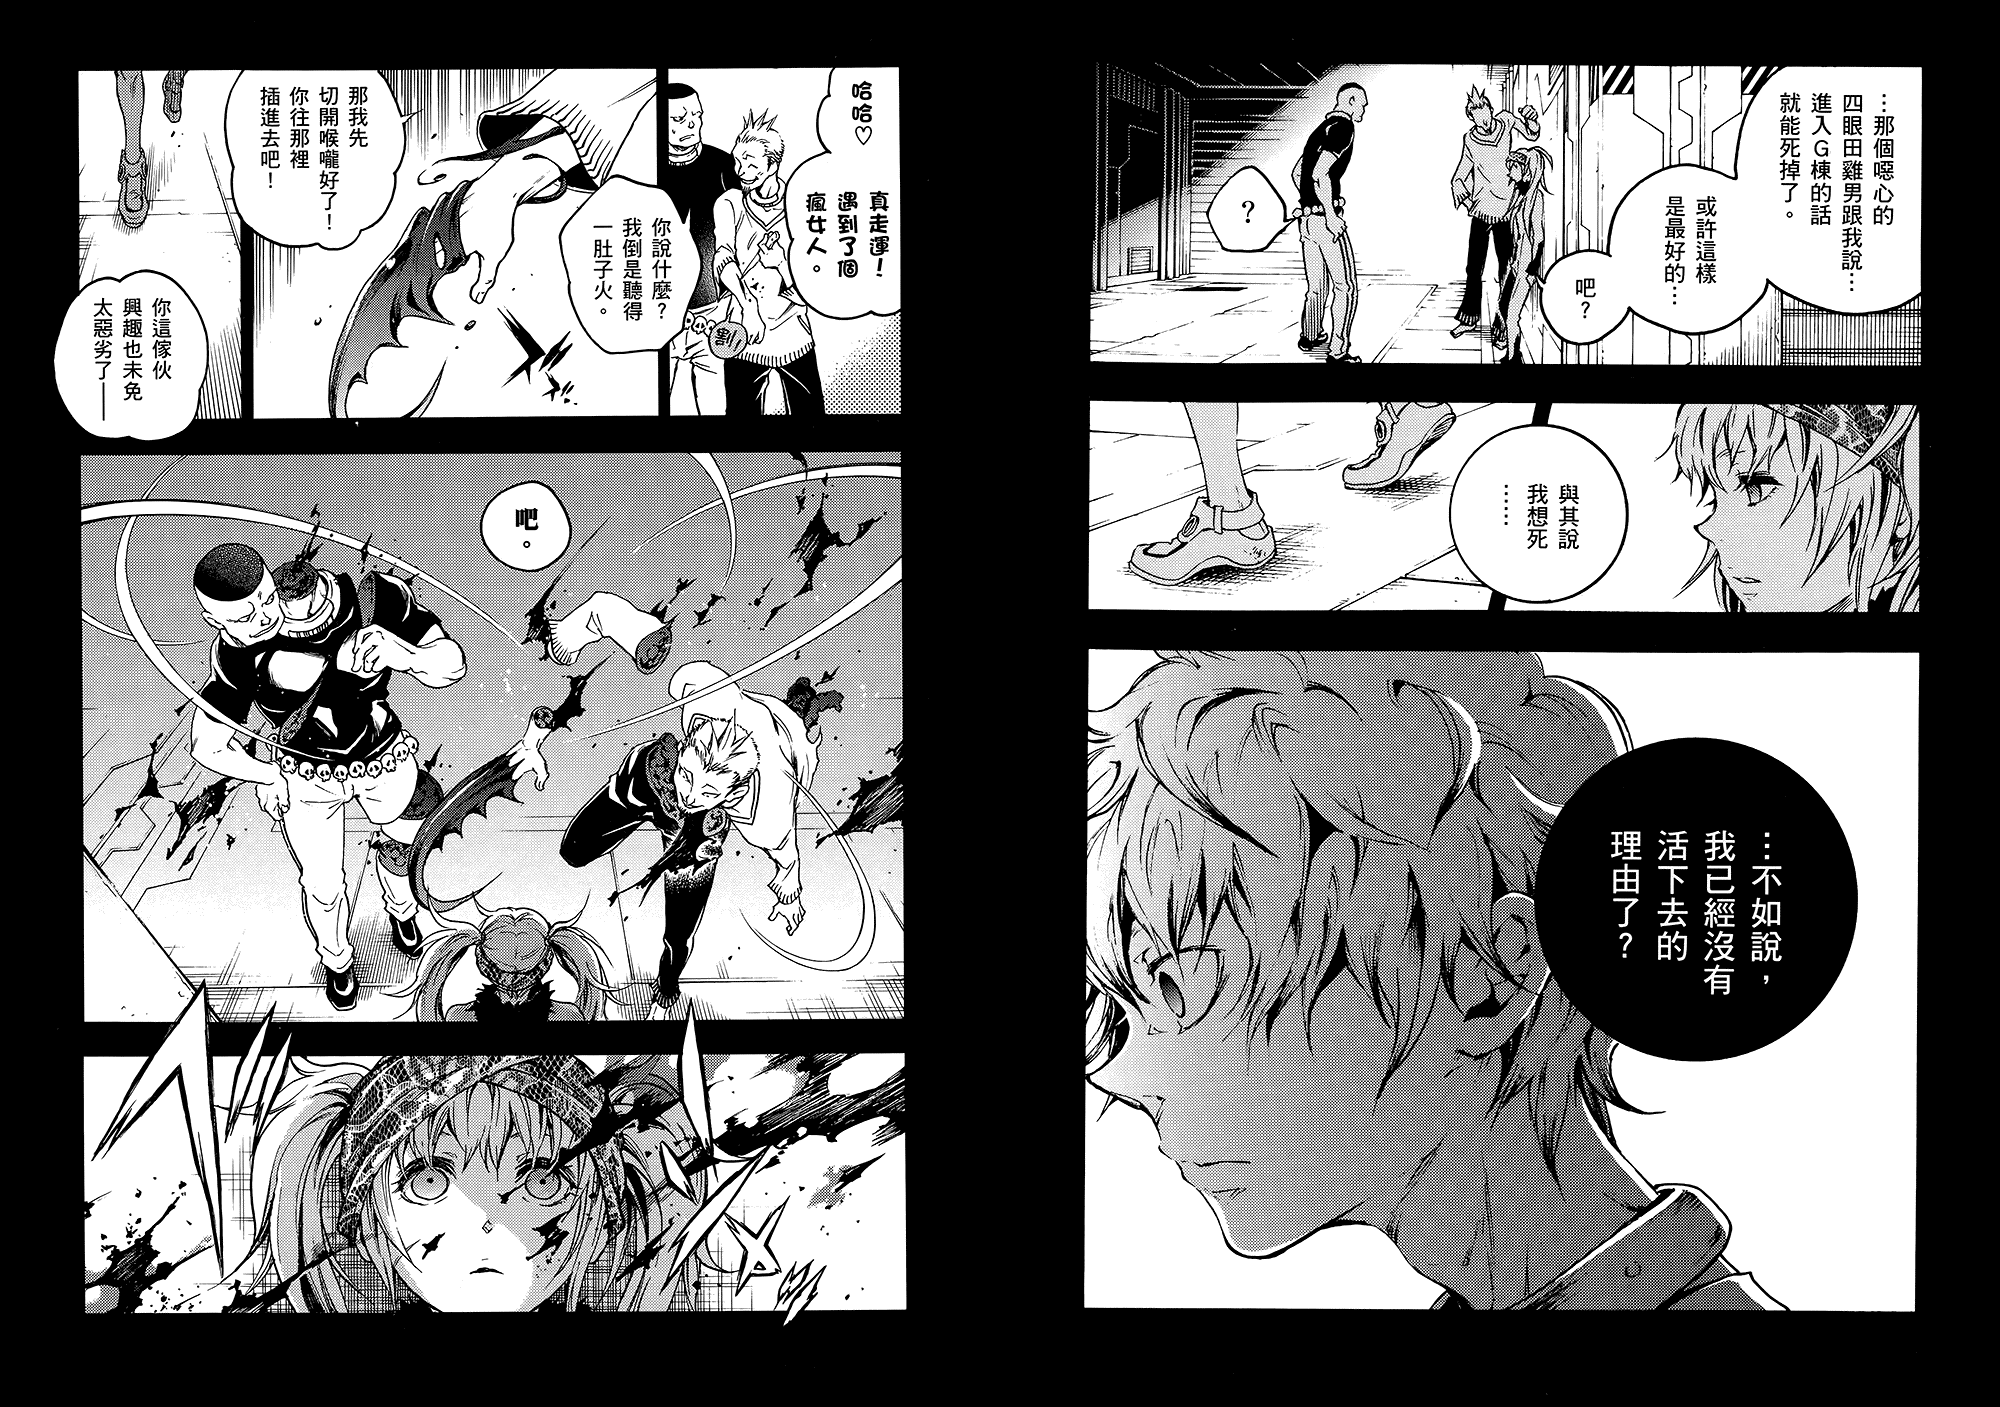 …那個噁心的
四眼田雞男跟我說…
進入G棟的話
就能死掉了。
或許這樣
是最好的…
吧？
？
與其說
我想死
……
…不如說，
我已經沒有
活下去的
理由了？
哈哈♡
真走運！
遇到了個
瘋女人。
你說什麼？
我倒是聽得
一肚子火。
那我先
切開喉嚨好了！
你往那裡
插進去吧！
你這傢伙
興趣也未免
太惡劣了──
吧。